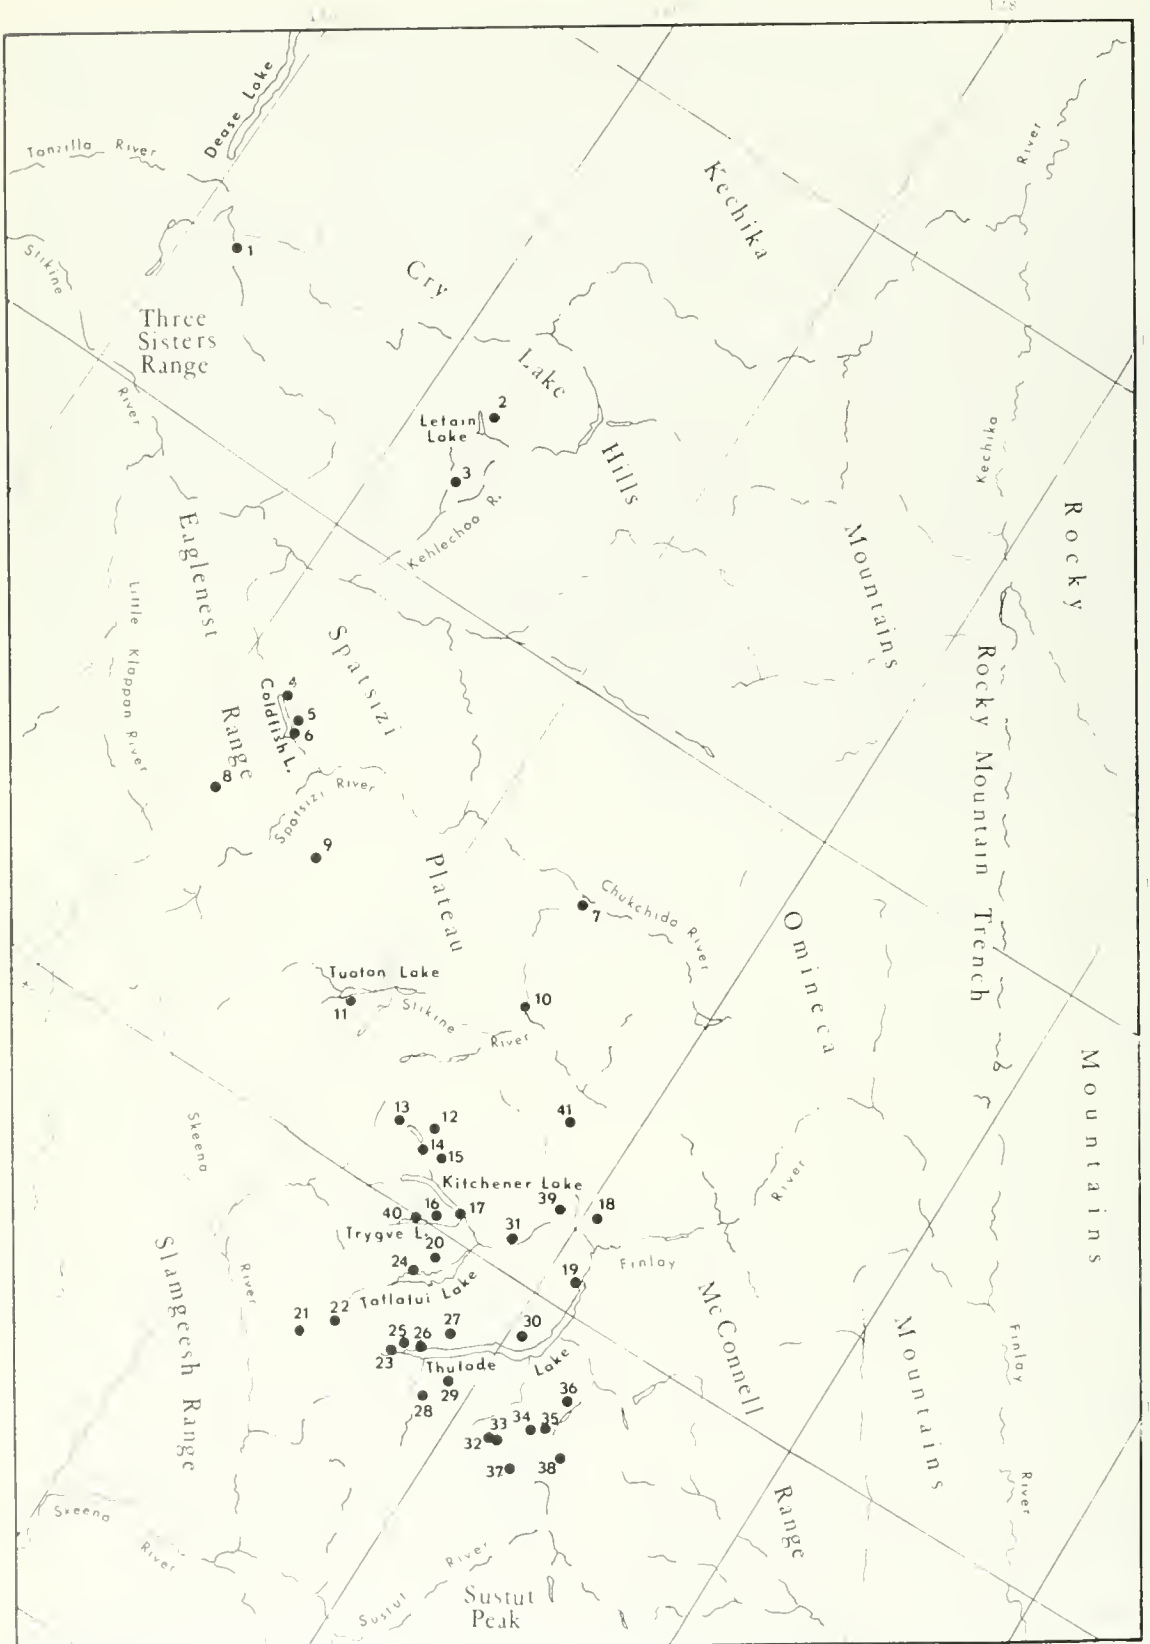 128
Dease Lake
Tanzilla River
River
Kechika
1
Stikine
Cry
Three
Sisters
Range
Lake
River
2
Letain
Lake
Hills
Kechika
3
Kehlechoa R.
Rocky
Eaglenest
Mountains
Little Klappan River
Spatsizi
Rocky Mountain Trench
4
Coldfish L.
5
6
Range
8
Spatsizi River
9
Plateau
Chukchida River
7
Omineca
Tuaton Lake
11
Stikine
10
River
Mountains
13
12
41
Skeena
14
15
Kitchener Lake
River
39
18
40
16
17
Trygve L.
31
20
24
Finlay
19
Slamgeesh Range
River
Tatlatui Lake
McConnell
21
22
27
30
25
26
23
Thutade
Lake
Mountains
Finlay
29
28
36
33
34
35
32
37
38
Skeena
River
Range
River
River
Sustut
Sustut
Peak